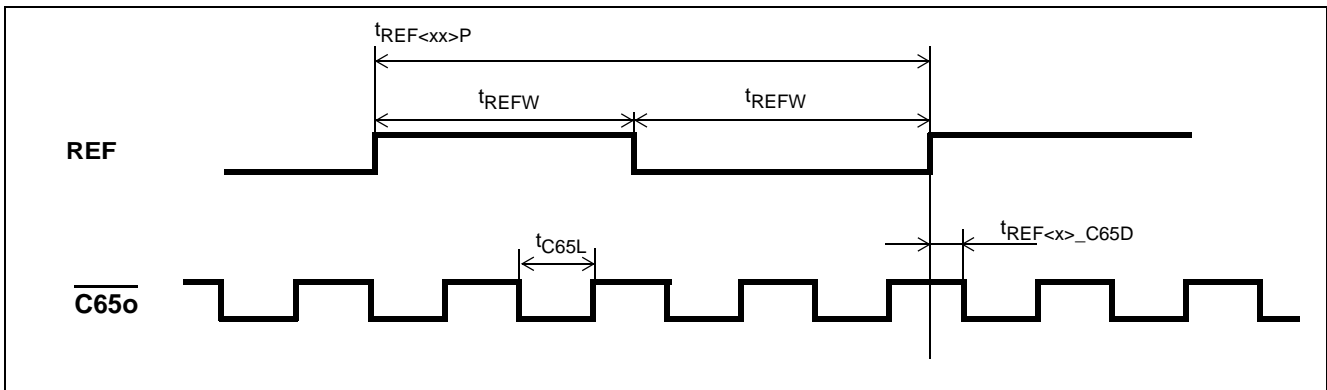 tREF<xx>P
tREFW tREFW
REF
tC65L tREF<x>_C65D
C65o